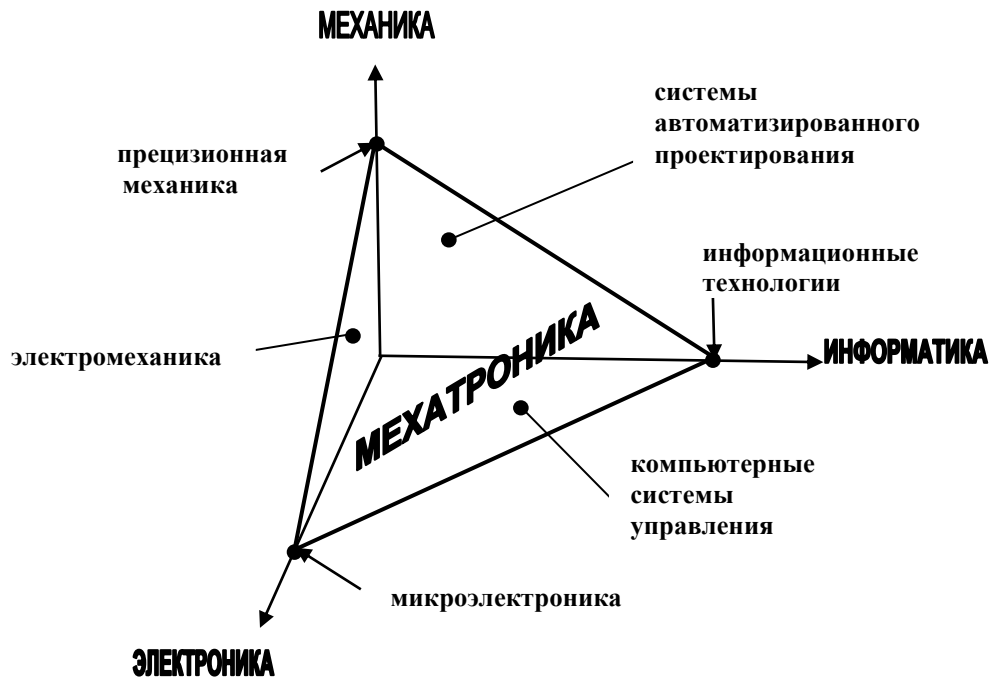 МЕХАНИКА
системы
автоматизированного
проектирования
прецизионная
механика
информационные
технологии
электромеханика
ИНФОРМАТИКА
МЕХАТРОНИКА
компьютерные
системы
управления
микроэлектроника
ЭЛЕКТРОНИКА